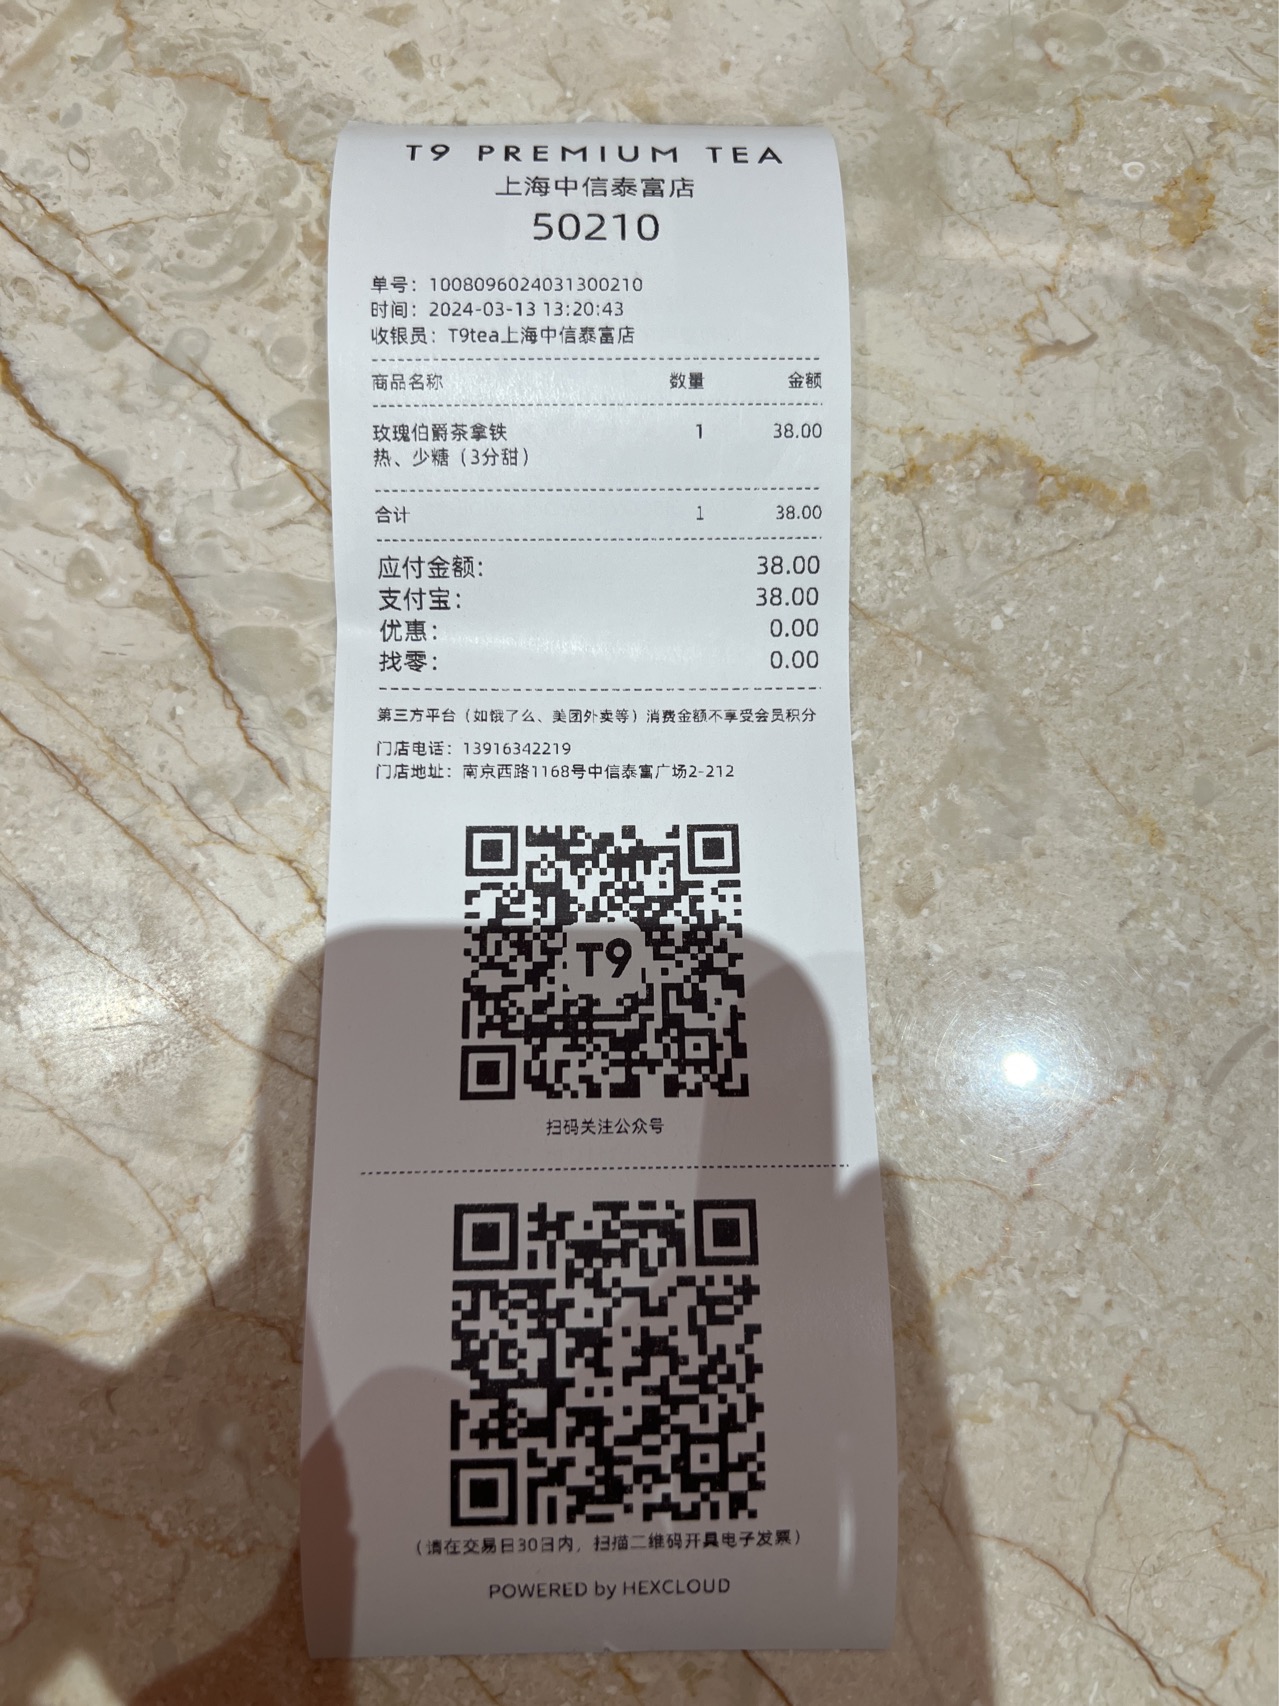 T9 PREMIUM TEA
上海中信泰富店
50210
单号：1008096024031300210
时间：2024-03-13 13:20:43
收银员：T9tea上海中信泰富店
商品名称 数量 金额
玫瑰伯爵茶拿铁 1 38.00
热、少糖（3分甜）
合计 1 38.00
应付金额： 38.00
支付宝： 38.00
优惠： 0.00
找零： 0.00
第三方平台（如饿了么、美团外卖等）消费金额不享受会员积分
门店电话：13916342219
门店地址：南京西路1168号中信泰富广场2-212
T9
扫码关注公众号
（请在交易日30日内，扫描二维码开具电子发票）
POWERED by HEXCLOUD